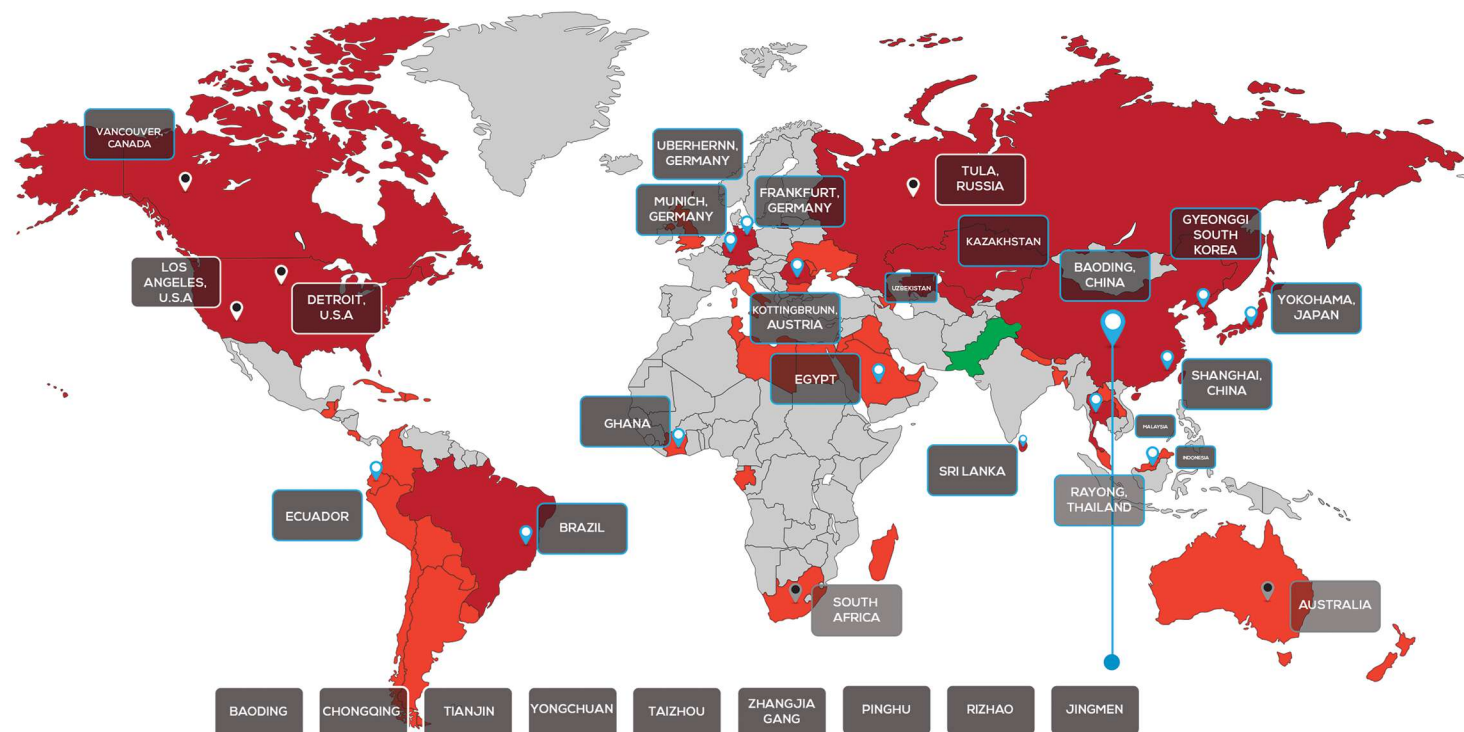 VANCOUVER,
CANADA
UBERHERNN,
GERMANY
MUNICH,
GERMANY
FRANKFURT,
GERMANY
TULA,
RUSSIA
KAZAKHSTAN
GYEONGGI
SOUTH
KOREA
LOS
ANGELES,
U.S.A
DETROIT,
U.S.A
UZBEKISTAN
BAODING,
CHINA
YOKOHAMA,
JAPAN
KOTTINGBRUNN,
AUSTRIA
EGYPT
SHANGHAI,
CHINA
GHANA
MALAYSIA
INDONESIA
SRI LANKA
RAYONG,
THAILAND
ECUADOR
BRAZIL
SOUTH
AFRICA
AUSTRALIA
BAODING
CHONGQING
TIANJIN
YONGCHUAN
TAIZHOU
ZHANGJIA
GANG
PINGHU
RIZHAO
JINGMEN